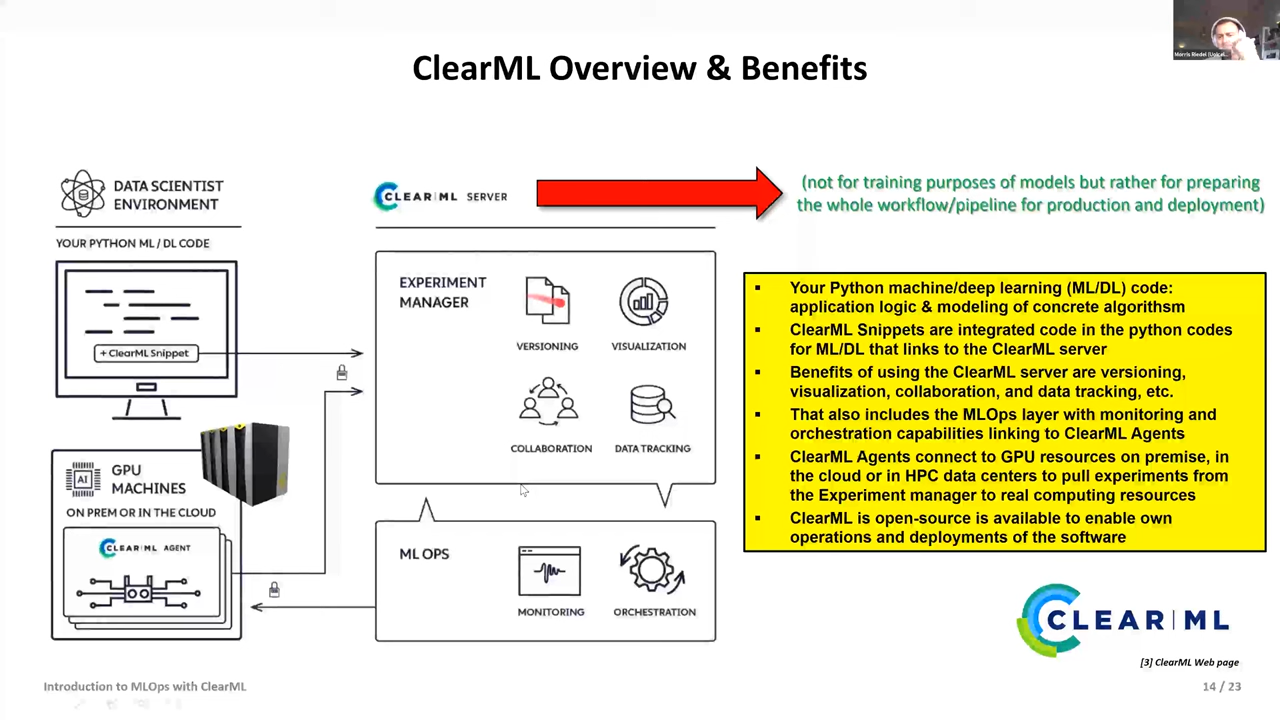 Morris Riedel
ClearML Overview & Benefits
DATA SCIENTIST
ENVIRONMENT
YOUR PYTHON ML / DL CODE
+ ClearML Snippet
GPU
MACHINES
ON PREM OR IN THE CLOUD
CLEAR|ML AGENT
AI
CLEAR|ML SERVER
EXPERIMENT
MANAGER
VERSIONING
VISUALIZATION
COLLABORATION
DATA TRACKING
ML OPS
MONITORING
ORCHESTRATION
(not for training purposes of models but rather for preparing
the whole workflow/pipeline for production and deployment)
▪ Your Python machine/deep learning (ML/DL) code:
application logic & modeling of concrete algorithsm
▪ ClearML Snippets are integrated code in the python codes
for ML/DL that links to the ClearML server
▪ Benefits of using the ClearML server are versioning,
visualization, collaboration, and data tracking, etc.
▪ That also includes the MLOps layer with monitoring and
orchestration capabilities linking to ClearML Agents
▪ ClearML Agents connect to GPU resources on premise, in
the cloud or in HPC data centers to pull experiments from
the Experiment manager to real computing resources
▪ ClearML is open-source is available to enable own
operations and deployments of the software
CLEAR|ML
[3] ClearML Web page
Introduction to MLOps with ClearML
14 / 23